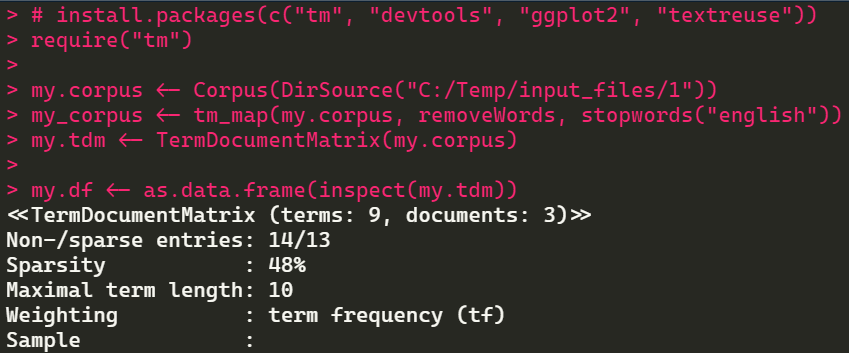 > # install.packages(c("tm", "devtools", "ggplot2", "textreuse"))
> require("tm")
>
> my.corpus <- Corpus(DirSource("C:/Temp/input_files/1"))
> my_corpus <- tm_map(my.corpus, removeWords, stopwords("english"))
> my.tdm <- TermDocumentMatrix(my.corpus)
>
> my.df <- as.data.frame(inspect(my.tdm))
<<TermDocumentMatrix (terms: 9, documents: 3)>>
Non-/sparse entries: 14/13
Sparsity           : 48%
Maximal term length: 10
Weighting          : term frequency (tf)
Sample             :